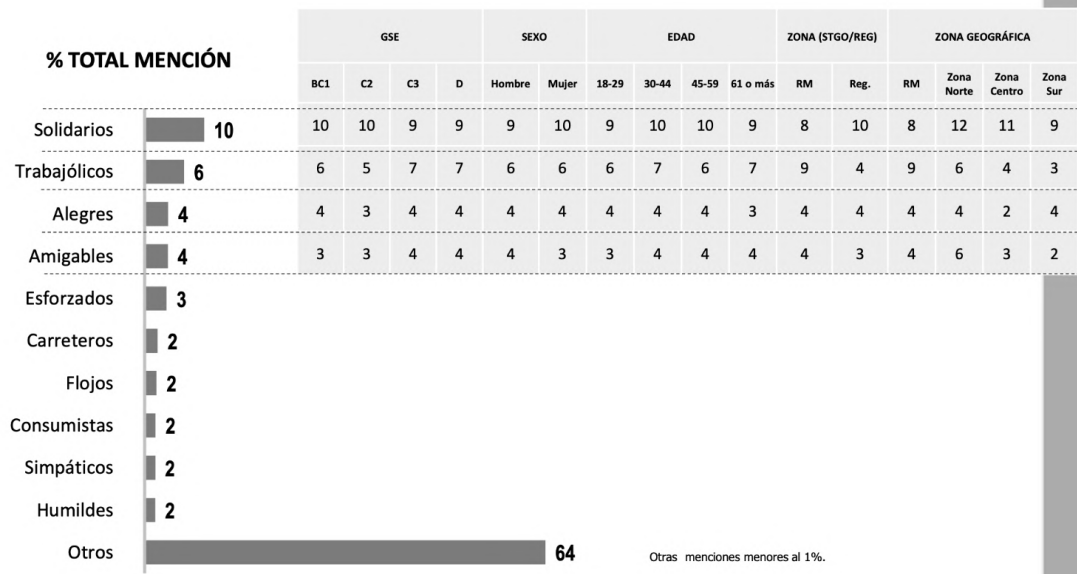 % TOTAL MENCIÓN
GSE SEXO EDAD ZONA (STGO/REG) ZONA GEOGRÁFICA
BC1 C2 C3 D Hombre Mujer 18-29 30-44 45-59 61 o más RM Reg. RM Zona Norte Zona Centro Zona Sur
Solidarios 10 10 10 9 9 9 10 9 10 10 9 8 10 8 12 11 9
Trabajólicos 6 6 5 7 7 6 6 6 7 6 7 9 4 9 6 4 3
Alegres 4 4 3 4 4 4 4 4 4 4 3 4 4 4 4 2 4
Amigables 4 3 3 4 4 4 3 3 4 4 4 4 3 4 6 3 2
Esforzados 3
Carreteros 2
Flojos 2
Consumistas 2
Simpáticos 2
Humildes 2
Otros 64
Otras menciones menores al 1%.